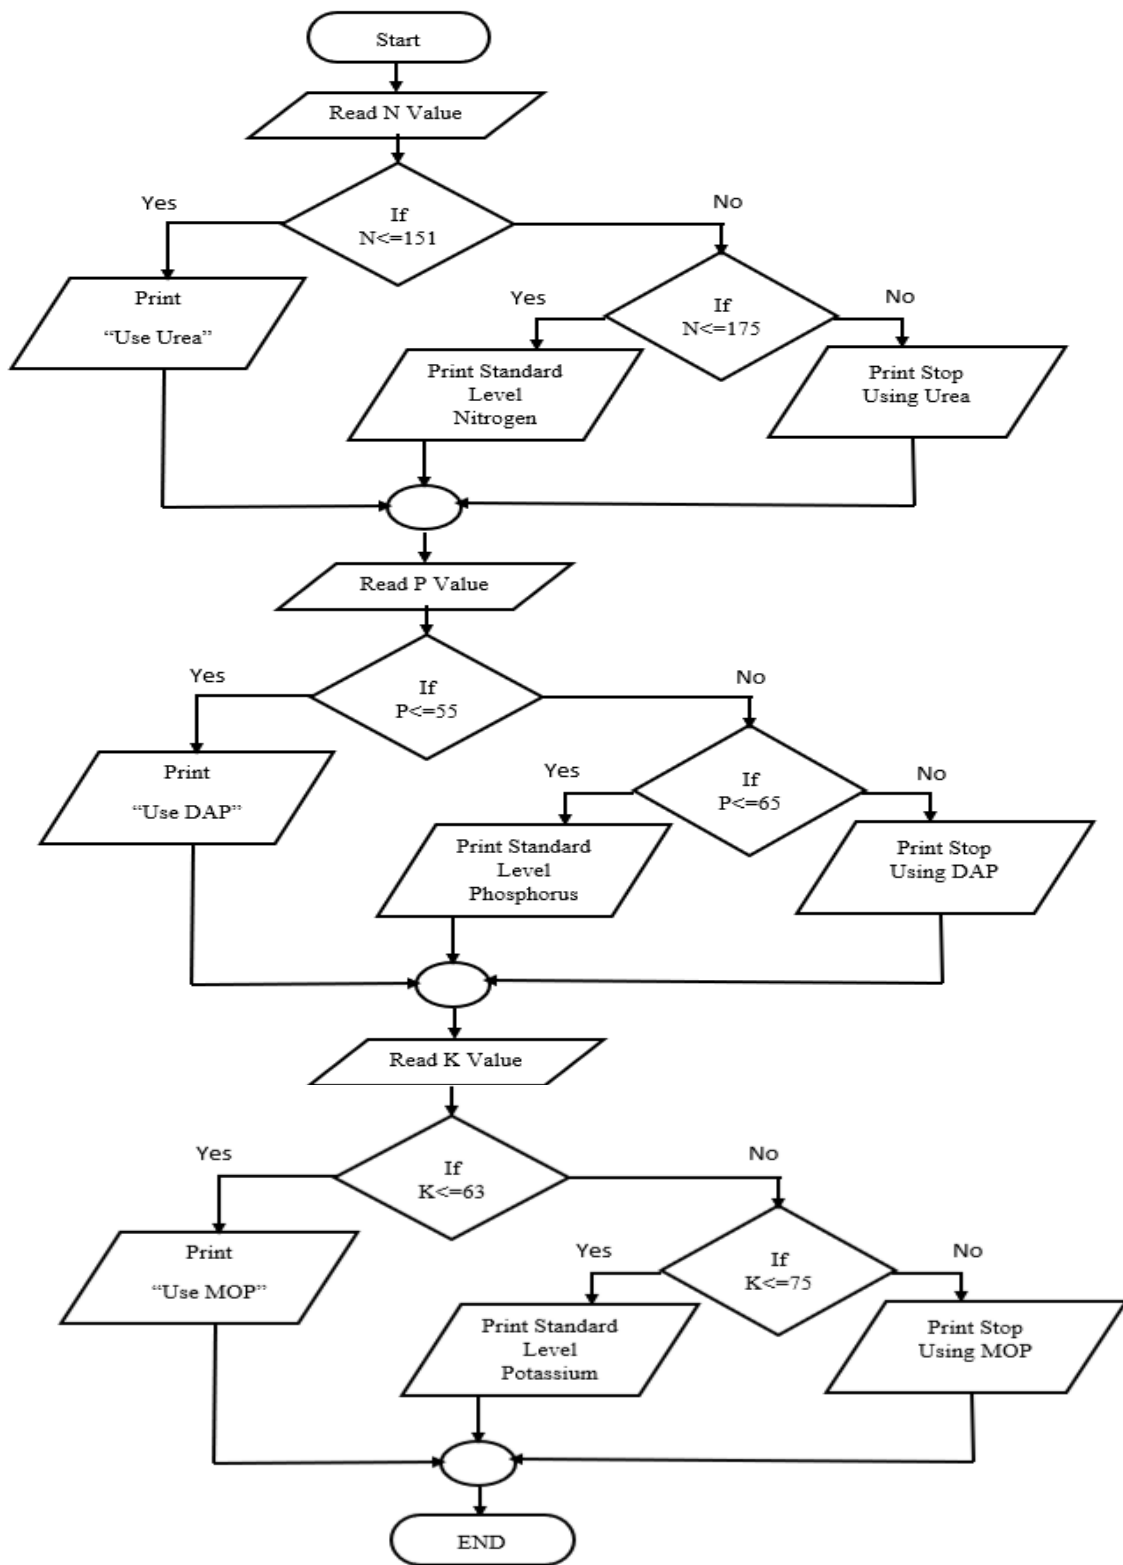 Start
Read N Value
Yes
If
N<=151
No
Print
“Use Urea”
Yes
If
N<=175
No
Print Standard
Level
Nitrogen
Print Stop
Using Urea
Read P Value
Yes
If
P<=55
No
Print
“Use DAP”
Yes
If
P<=65
No
Print Standard
Level
Phosphorus
Print Stop
Using DAP
Read K Value
Yes
If
K<=63
No
Print
“Use MOP”
Yes
If
K<=75
No
Print Standard
Level
Potassium
Print Stop
Using MOP
END